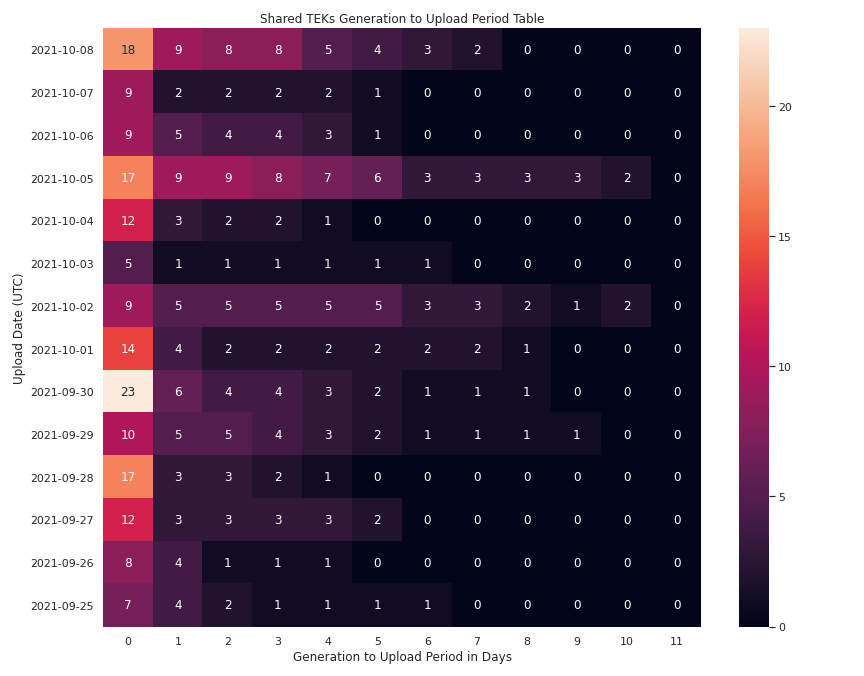 Shared TEKs Generation to Upload Period Table
Upload Date (UTC)
2021-10-08 18 9 8 8 5 4 3 2 0 0 0 0
2021-10-07 9 2 2 2 2 1 0 0 0 0 0 0
2021-10-06 9 5 4 4 3 1 0 0 0 0 0 0
2021-10-05 17 9 9 8 7 6 3 3 3 3 2 0
2021-10-04 12 3 2 2 1 0 0 0 0 0 0 0
2021-10-03 5 1 1 1 1 1 1 0 0 0 0 0
2021-10-02 9 5 5 5 5 5 3 3 2 1 2 0
2021-10-01 14 4 2 2 2 2 2 2 1 0 0 0
2021-09-30 23 6 4 4 3 2 1 1 1 0 0 0
2021-09-29 10 5 5 4 3 2 1 1 1 1 0 0
2021-09-28 17 3 3 2 1 0 0 0 0 0 0 0
2021-09-27 12 3 3 3 3 2 0 0 0 0 0 0
2021-09-26 8 4 1 1 1 0 0 0 0 0 0 0
2021-09-25 7 4 2 1 1 1 1 0 0 0 0 0
0 1 2 3 4 5 6 7 8 9 10 11
Generation to Upload Period in Days
20
15
10
5
0